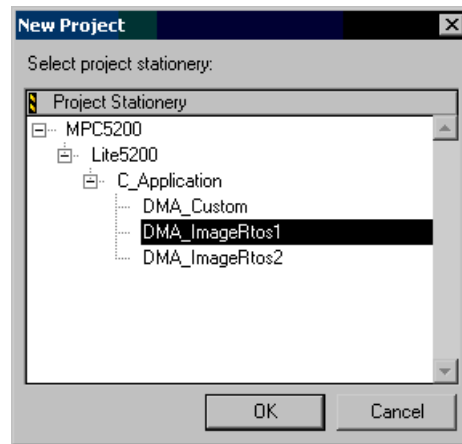 New Project
Select project stationery:
Project Stationery
MPC5200
Lite5200
C_Application
DMA_Custom
DMA_ImageRtos1
DMA_ImageRtos2
OK
Cancel